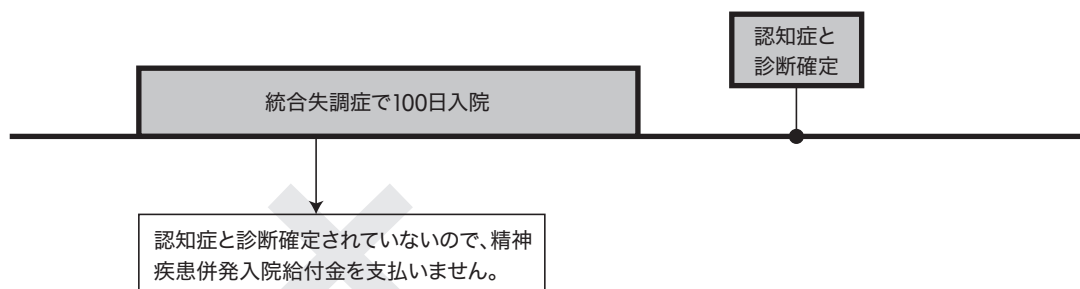 認知症と
診断確定
統合失調症で100日入院
認知症と診断確定されていないので、精神
疾患併発入院給付金を支払いません。